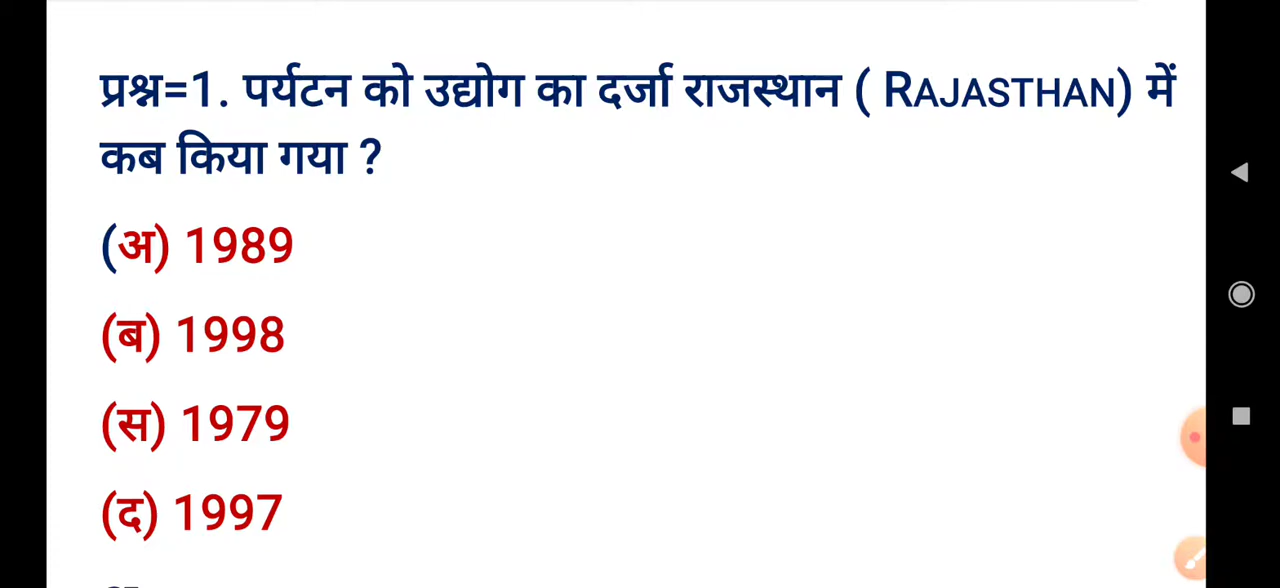 प्रश्न=1. पर्यटन को उद्योग का दर्जा राजस्थान ( RAJASTHAN) में
कब किया गया ?
(अ) 1989
(ब) 1998
(स) 1979
(द) 1997